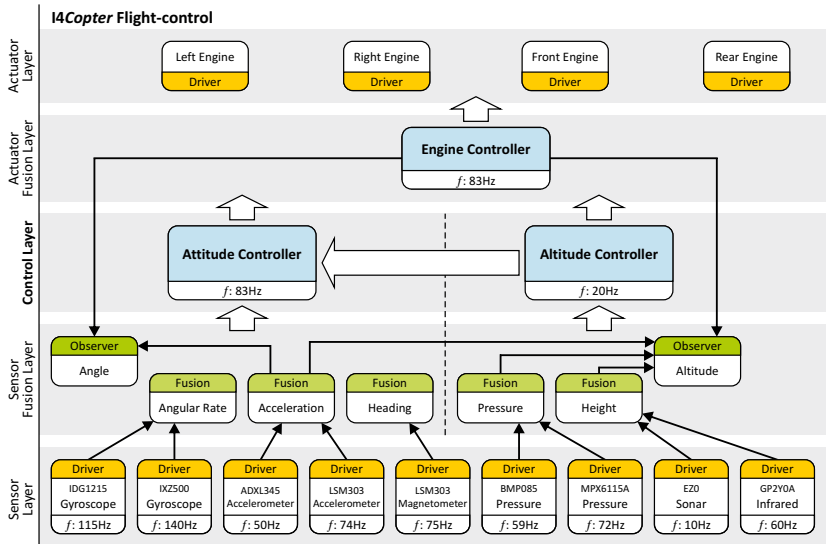 I4Copter Flight-control
Actuator
Layer
Left Engine
Driver
Right Engine
Driver
Front Engine
Driver
Rear Engine
Driver
Actuator
Fusion Layer
Engine Controller
f: 83Hz
Control Layer
Attitude Controller
f: 83Hz
Altitude Controller
f: 20Hz
Sensor
Fusion Layer
Observer
Angle
Fusion
Angular Rate
Fusion
Acceleration
Fusion
Heading
Fusion
Pressure
Fusion
Height
Observer
Altitude
Sensor
Layer
Driver
IDG1215
Gyroscope
f: 115Hz
Driver
IXZ500
Gyroscope
f: 140Hz
Driver
ADXL345
Accelerometer
f: 50Hz
Driver
LSM303
Accelerometer
f: 74Hz
Driver
LSM303
Magnetometer
f: 75Hz
Driver
BMP085
Pressure
f: 59Hz
Driver
MPX6115A
Pressure
f: 72Hz
Driver
EZ0
Sonar
f: 10Hz
Driver
GP2Y0A
Infrared
f: 60Hz